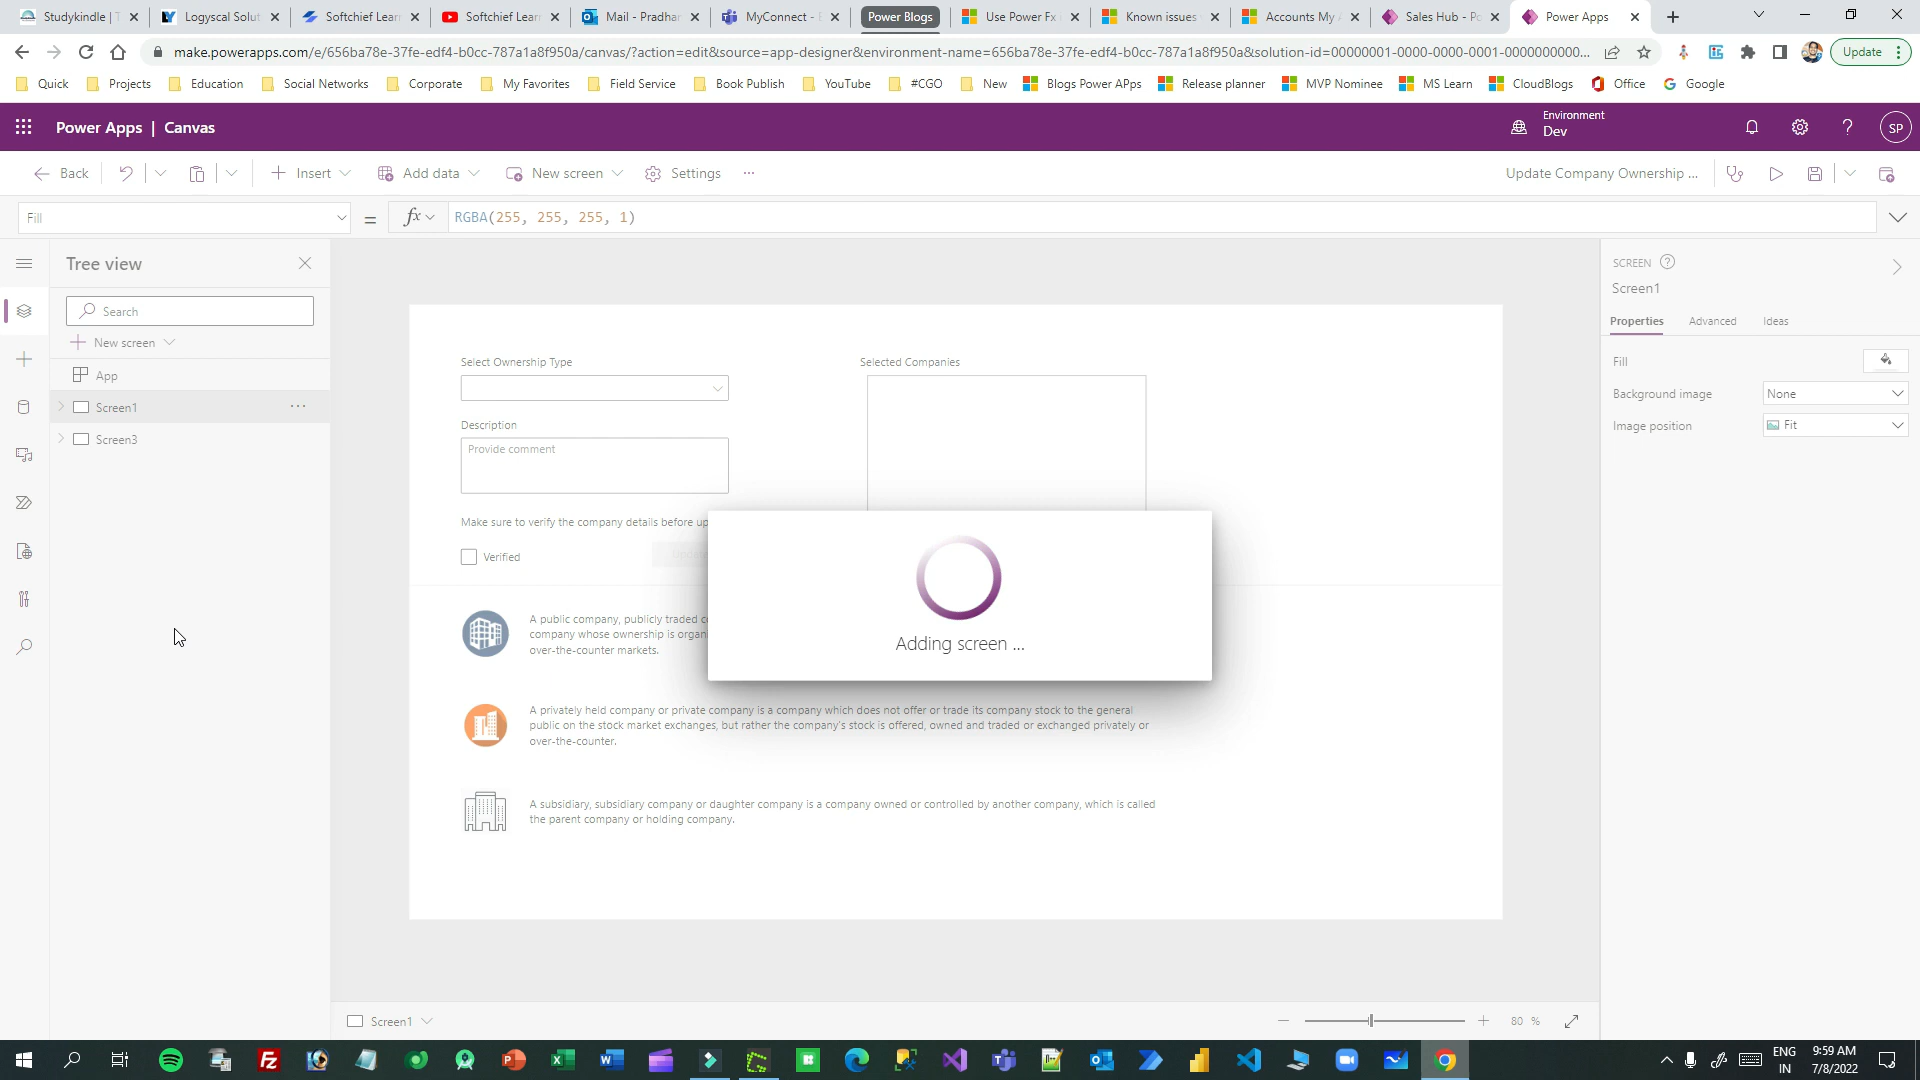 Studykindle | T
Logyscal Solut
Softchief Lear
Softchief Lear
Mail - Pradhar
MyConnect - E
Power Blogs
Use Power Fx
Known issues
Accounts My
Sales Hub - Po
Power Apps
make.powerapps.com/e/656ba78e-37fe-edf4-b0cc-787a1a8f950a/canvas/?action=edit&source=app-designer&environment-name=656ba78e-37fe-edf4-b0cc-787a1a8f950a&solution-id=00000001-0000-0000-0001-0000000000...
Update
Quick
Projects
Education
Social Networks
Corporate
My Favorites
Field Service
Book Publish
YouTube
#CGO
New
Blogs Power APps
Release planner
MVP Nominee
MS Learn
CloudBlogs
Office
Google
Power Apps | Canvas
Environment
Dev
SP
Back
Insert
Add data
New screen
Settings
Update Company Ownership ...
Fill
= fx
RGBA(255, 255, 255, 1)
Tree view
Search
New screen
App
Screen1
Screen3
Select Ownership Type
Selected Companies
Description
Provide comment
Make sure to verify the company details before up
Verified
Adding screen ...
A public company, publicly traded c
company whose ownership is organ
over-the-counter markets.
A privately held company or private company is a company which does not offer or trade its company stock to the general
public on the stock market exchanges, but rather the company's stock is offered, owned and traded or exchanged privately or
over-the-counter.
A subsidiary, subsidiary company or daughter company is a company owned or controlled by another company, which is called
the parent company or holding company.
SCREEN
Screen1
Properties
Advanced
Ideas
Fill
Background image
None
Image position
Fit
Screen1
80 %
ENG
IN
9:59 AM
7/8/2022